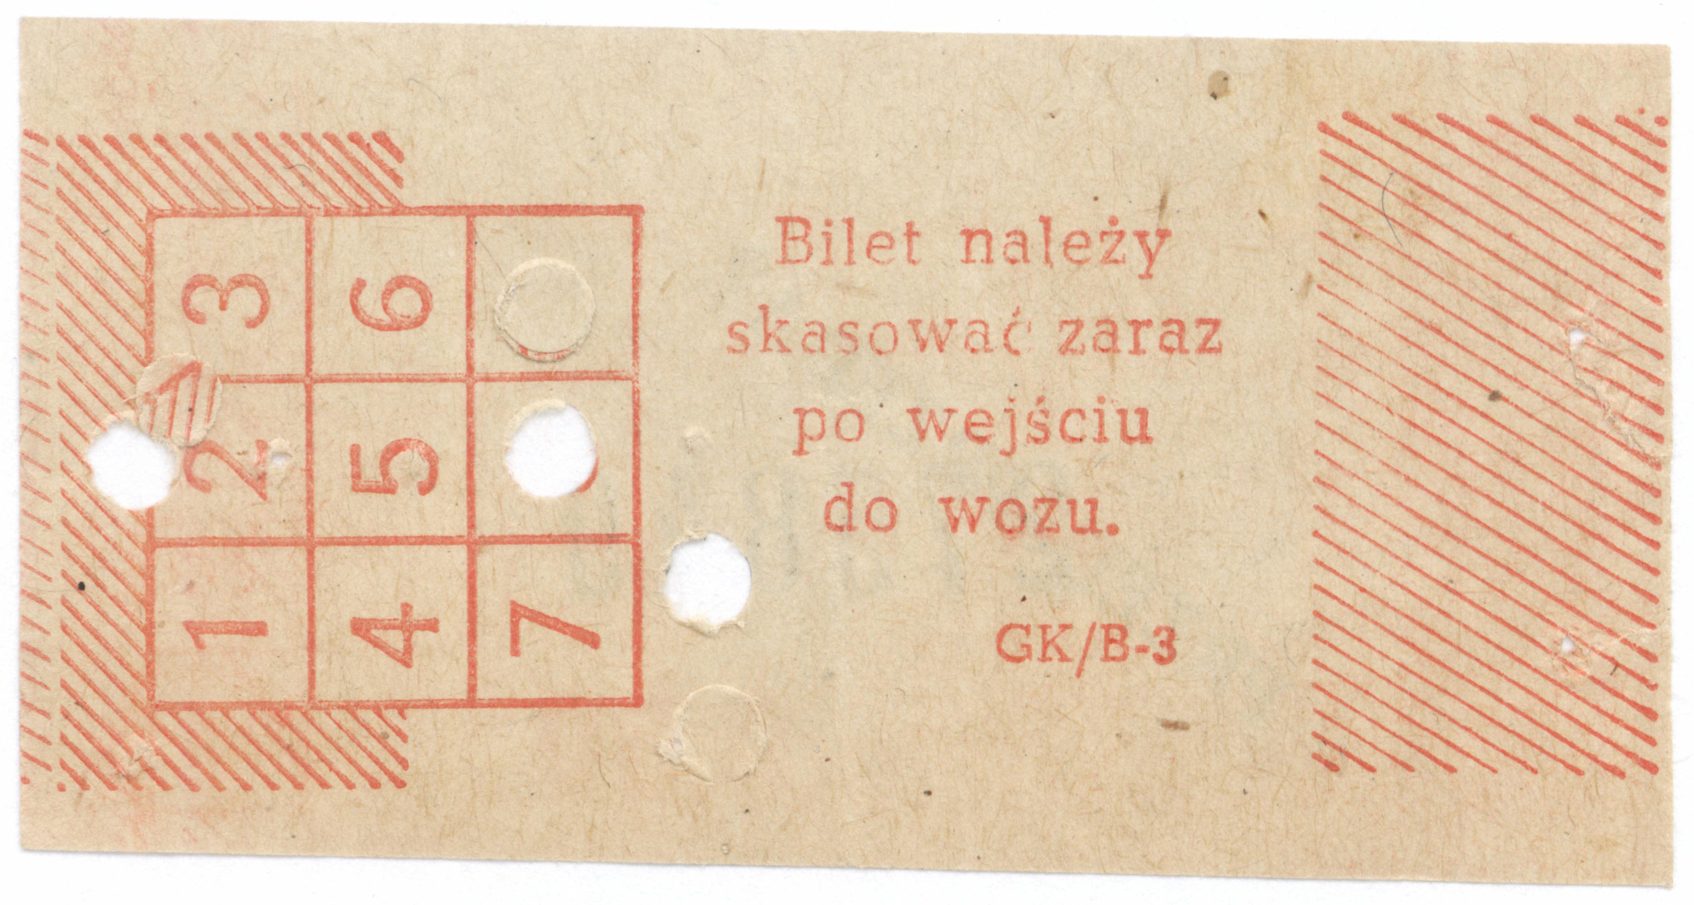 3 6
2 5
1 4 7
Bilet należy
skasować zaraz
po wejściu
do wozu.
GK/B-3